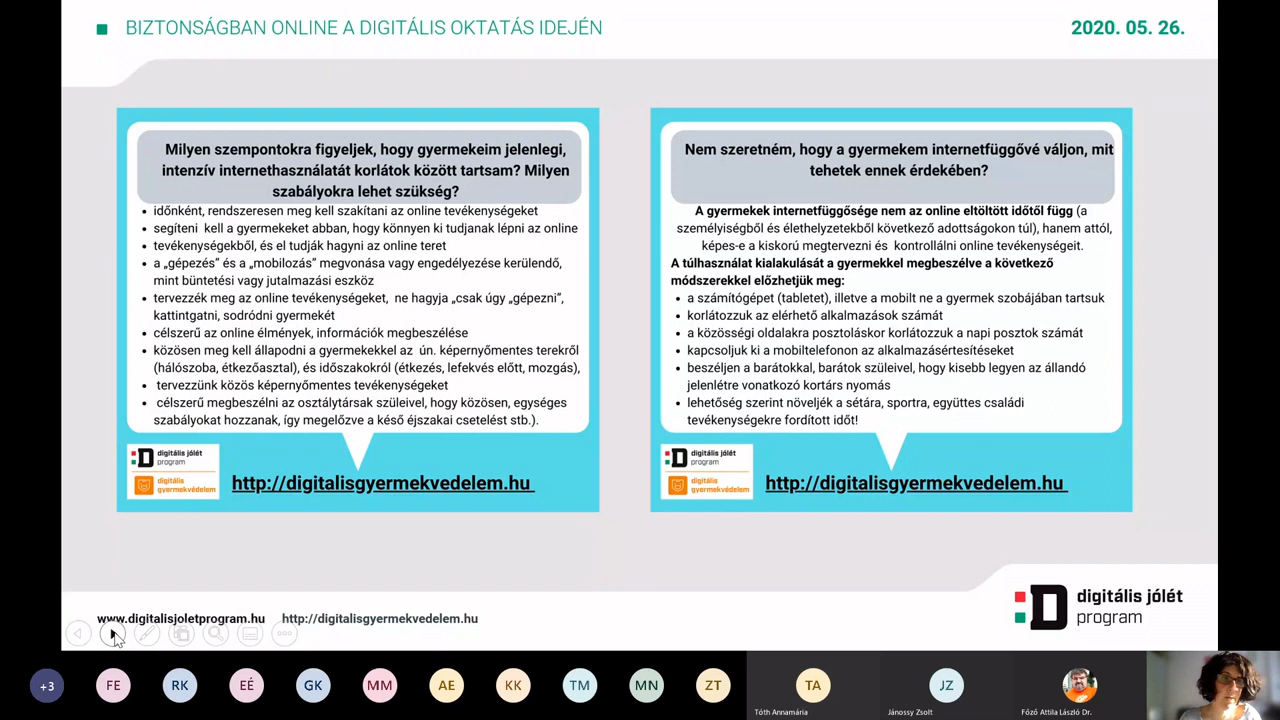 BIZTONSÁGBAN ONLINE A DIGITÁLIS OKTATÁS IDEJÉN
2020. 05. 26.
Milyen szempontokra figyeljek, hogy gyermekeim jelenlegi,
intenzív internethasználatát korlátok között tartsam? Milyen
szabályokra lehet szükség?
• időnként, rendszeresen meg kell szakítani az online tevékenységeket
• segíteni kell a gyermekeket abban, hogy könnyen ki tudjanak lépni az online
• tevékenységekből, és el tudják hagyni az online teret
• a „gépezés” és a „mobilozás” megvonása vagy engedélyezése kerülendő,
mint büntetési vagy jutalmazási eszköz
• tervezzék meg az online tevékenységeket, ne hagyja „csak úgy „gépezni”,
kattintgatni, sodródni gyermekét
• célszerű az online élmények, információk megbeszélése
• közösen meg kell állapodni a gyermekekkel az ún. képernyőmentes terekről
(hálószoba, étkezőasztal), és időszakokról (étkezés, lefekvés előtt, mozgás),
• tervezzünk közös képernyőmentes tevékenységeket
• célszerű megbeszélni az osztálytársak szüleivel, hogy közösen, egységes
szabályokat hozzanak, így megelőzve a késő éjszakai csetelést stb.).
digitális jólét
program
digitális
gyermekvédelem
http://digitalisgyermekvedelem.hu
Nem szeretném, hogy a gyermekem internetfüggővé váljon, mit
tehetek ennek érdekében?
A gyermekek internetfüggősége nem az online eltöltött időtől függ (a
személyiségből és élethelyzetekből következő adottságokon túl), hanem attól,
képes-e a kiskorú megtervezni és kontrollálni online tevékenységeit.
A túlhasználat kialakulását a gyermekkel megbeszélve a következő
módszerekkel előzhetjük meg:
• a számítógépet (tabletet), illetve a mobilt ne a gyermek szobájában tartsuk
• korlátozzuk az elérhető alkalmazások számát
• a közösségi oldalakra posztoláskor korlátozzuk a napi posztok számát
• kapcsoljuk ki a mobiltelefonon az alkalmazásértesítéseket
• beszéljen a barátokkal, barátok szüleivel, hogy kisebb legyen az állandó
jelenlétre vonatkozó kortárs nyomás
• lehetőség szerint növeljék a sétára, sportra, együttes családi
tevékenységekre fordított időt!
digitális jólét
program
digitális
gyermekvédelem
http://digitalisgyermekvedelem.hu
www.digitalisjoletprogram.hu http://digitalisgyermekvedelem.hu
digitális jólét
program
+3 FE RK EÉ GK MM AE KK TM MN ZT TA JZ
Tóth Annamária Jánossy Zsolt Főző Attila László Dr.